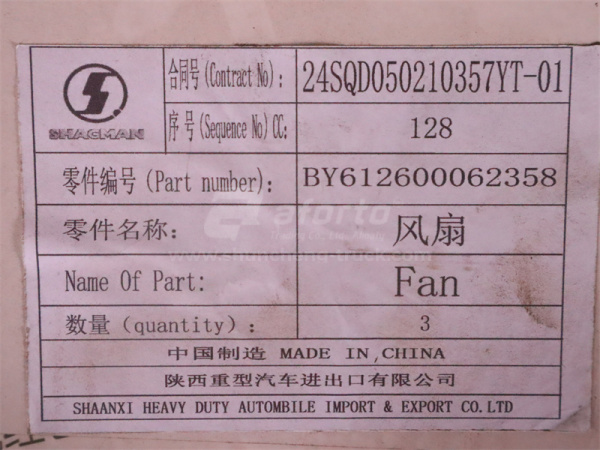 合同号(Contract No): 24SQD050210357YT-01
SHACMAN
序号(Sequence No)CC: 128
零件编号(Part number): BY612600062358
aforto
零件名称: 风扇
Name Of Part: Fan
数量(quantity): 3
中国制造 MADE IN,CHINA
陕西重型汽车进出口有限公司
SHAANXI HEAVY DUTY AUTOMBILE IMPORT & EXPORT CO.LTD